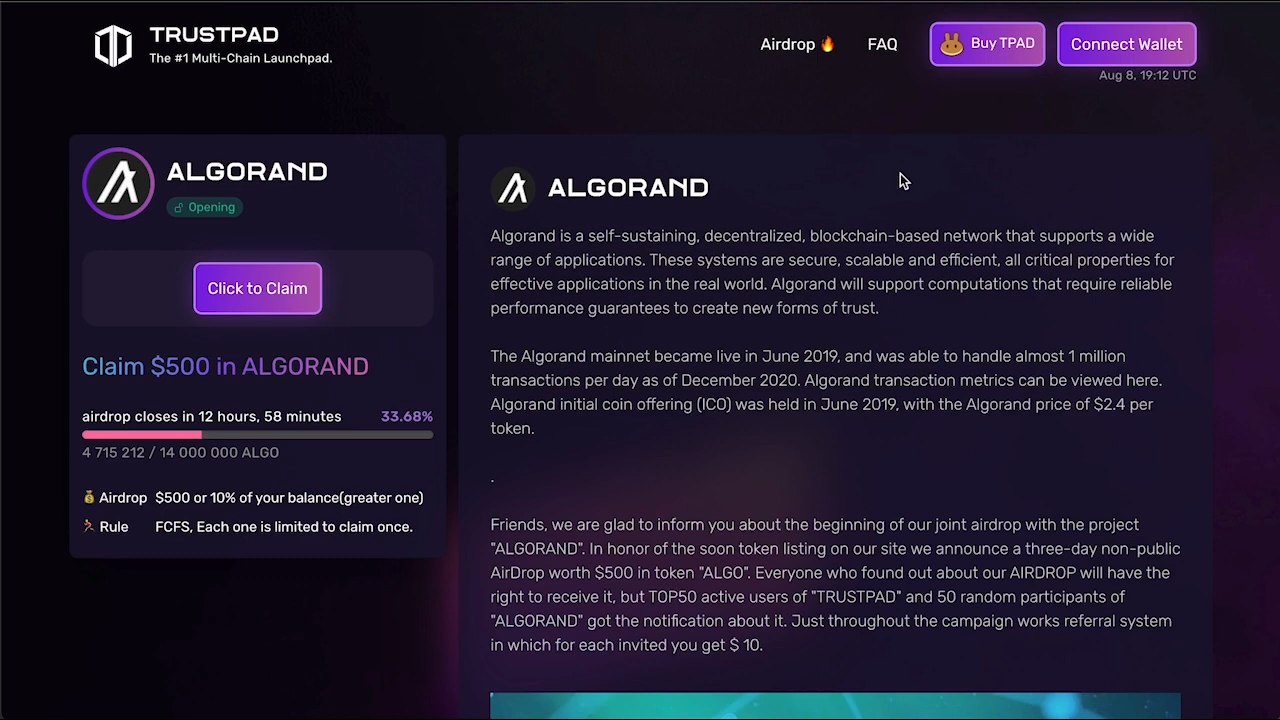 TRUSTPAD
The #1 Multi-Chain Launchpad.
Airdrop 🔥
FAQ
Buy TPAD
Connect Wallet
Aug 8, 19:12 UTC
ALGORAND
Opening
Click to Claim
Claim $500 in ALGORAND
airdrop closes in 12 hours, 58 minutes 33.68%
4 715 212 / 14 000 000 ALGO
Airdrop $500 or 10% of your balance(greater one)
Rule FCFS, Each one is limited to claim once.
ALGORAND
Algorand is a self-sustaining, decentralized, blockchain-based network that supports a wide
range of applications. These systems are secure, scalable and efficient, all critical properties for
effective applications in the real world. Algorand will support computations that require reliable
performance guarantees to create new forms of trust.
The Algorand mainnet became live in June 2019, and was able to handle almost 1 million
transactions per day as of December 2020. Algorand transaction metrics can be viewed here.
Algorand initial coin offering (ICO) was held in June 2019, with the Algorand price of $2.4 per
token.
.
Friends, we are glad to inform you about the beginning of our joint airdrop with the project
"ALGORAND". In honor of the soon token listing on our site we announce a three-day non-public
AirDrop worth $500 in token "ALGO". Everyone who found out about our AIRDROP will have the
right to receive it, but TOP50 active users of "TRUSTPAD" and 50 random participants of
"ALGORAND" got the notification about it. Just throughout the campaign works referral system
in which for each invited you get $ 10.